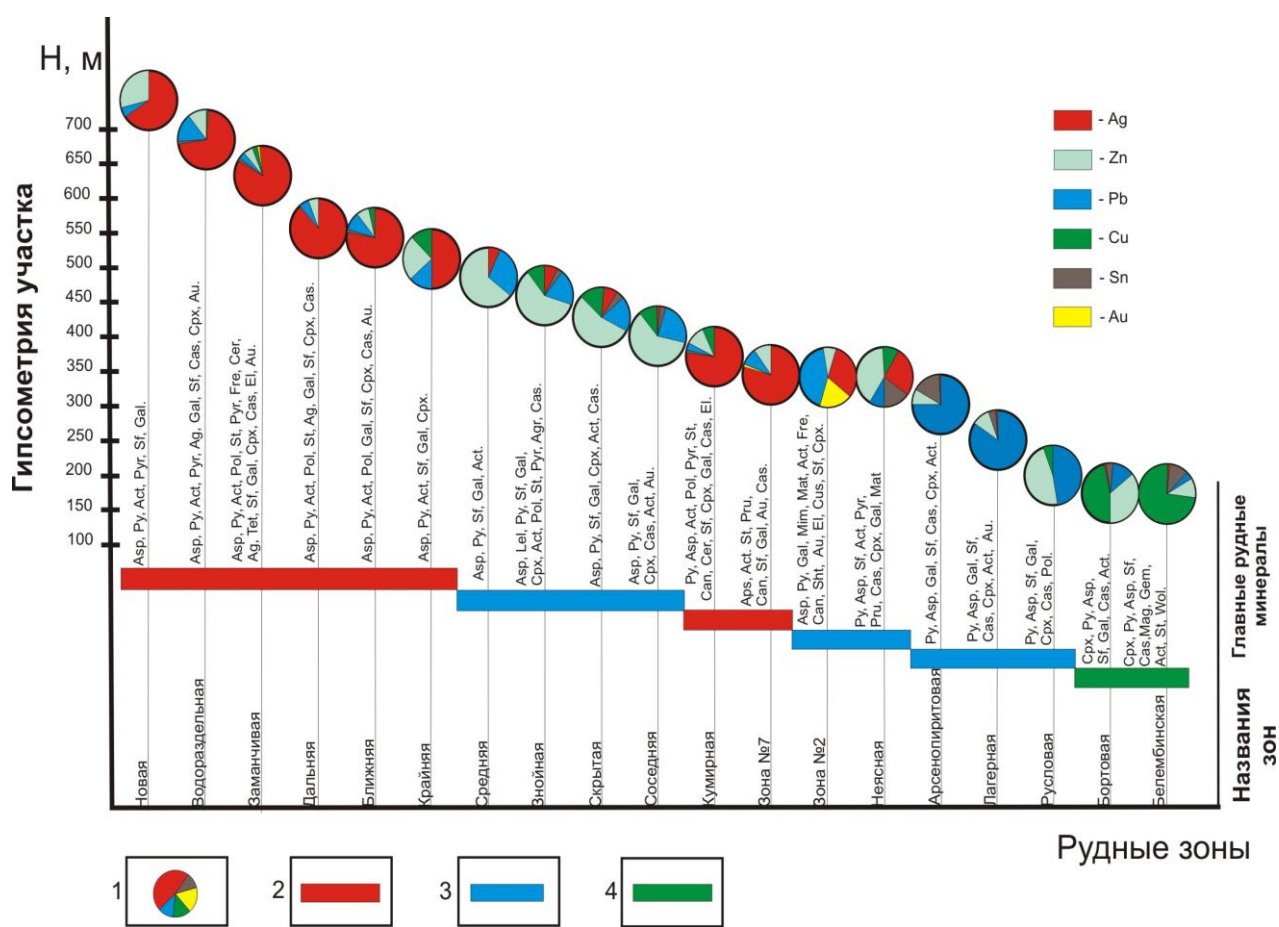 Н, м
Гипсометрия участка
700
650
600
550
500
450
400
350
300
250
200
150
100
- Ag
- Zn
- Pb
- Cu
- Sn
- Au
Asp, Py, Act, Pyr, Sf, Gal.
Asp, Py, Act, Pyr, Ag, Gal, Sf, Cas, Cpx, Au.
Asp, Py, Act, Pol, St, Pyr, Fre, Cer,
Ag, Tet, Sf, Gal, Cpx, Cas, El, Au.
Asp, Py, Act, Pol, St, Ag, Gal, Sf, Cpx, Cas.
Asp, Py, Act, Pol, Gal, Sf, Cpx, Cas, Au.
Asp, Py, Act, Sf, Gal, Cpx.
Asp, Py, Sf, Gal, Act.
Asp, Lel, Py, Sf, Gal,
Cpx, Act, Pol, St, Pyr, Agr, Cas.
Asp, Py, Sf, Gal, Cpx, Act, Cas.
Asp, Py, Sf, Gal,
Cpx, Cas, Act, Au.
Py, Asp, Act, Pol, Pyr, St,
Can, Cer, Sf, Cpx, Gal, Cas, El.
Aps, Act. St, Pru,
Can, Sf, Gal, Au, Cas.
Asp, Py, Gal, Mim, Mat, Act, Fre,
Can, Sht, Au, El, Cus, Sf, Cpx.
Py, Asp, Sf, Act, Pyr,
Pru, Cas, Cpx, Gal, Mat
Py, Asp, Gal, Sf, Cas, Cpx, Act.
Py, Asp, Gal, Sf,
Cas, Cpx, Act, Au.
Py, Asp, Sf, Gal,
Cpx, Cas, Pol.
Cpx, Py, Asp,
Sf, Gal, Cas, Act.
Cpx, Py, Asp, Sf,
Cas,Mag, Gem,
Act, St, Wol.
Главные рудные
минералы
Новая
Водораздельная
Заманчивая
Дальняя
Ближняя
Крайняя
Средняя
Знойная
Скрытая
Соседняя
Кумирная
Зона №7
Зона №2
Неясная
Арсенопиритовая
Лагерная
Русловая
Бортовая
Белембинская
Названия
зон
Рудные зоны
1
2
3
4